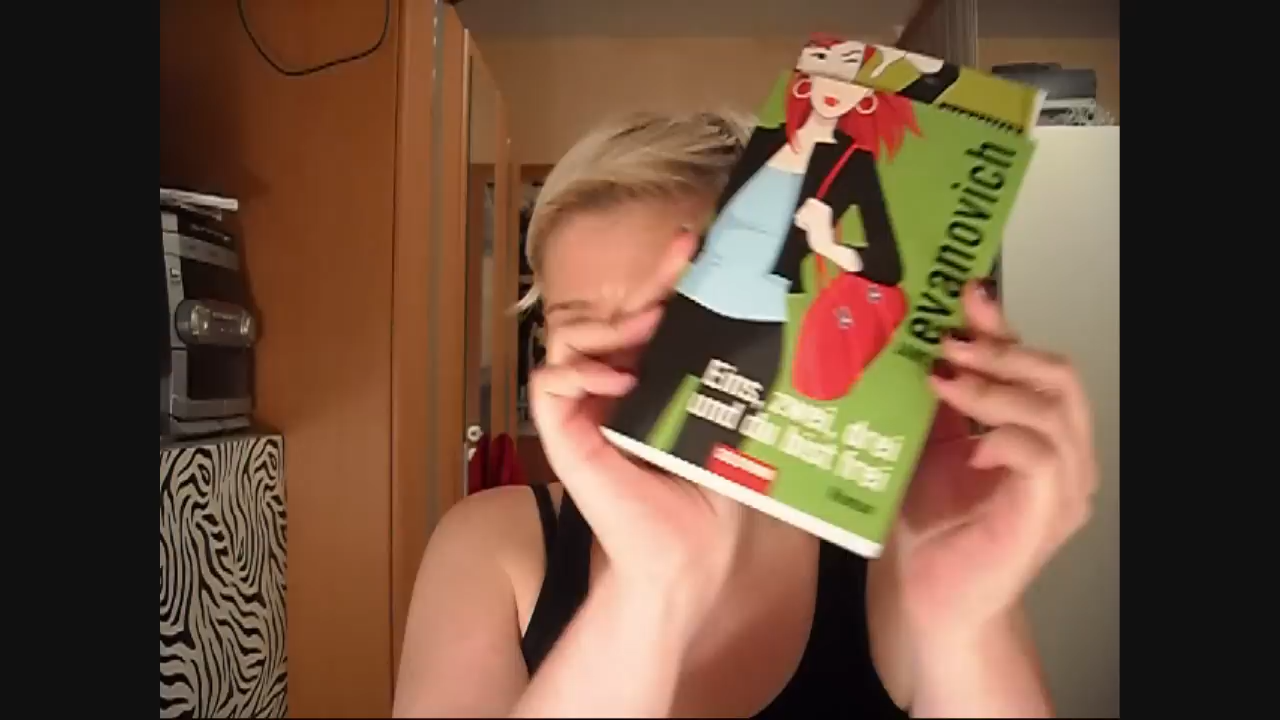 evanovich
Eins, zwei, drei
und du bist frei